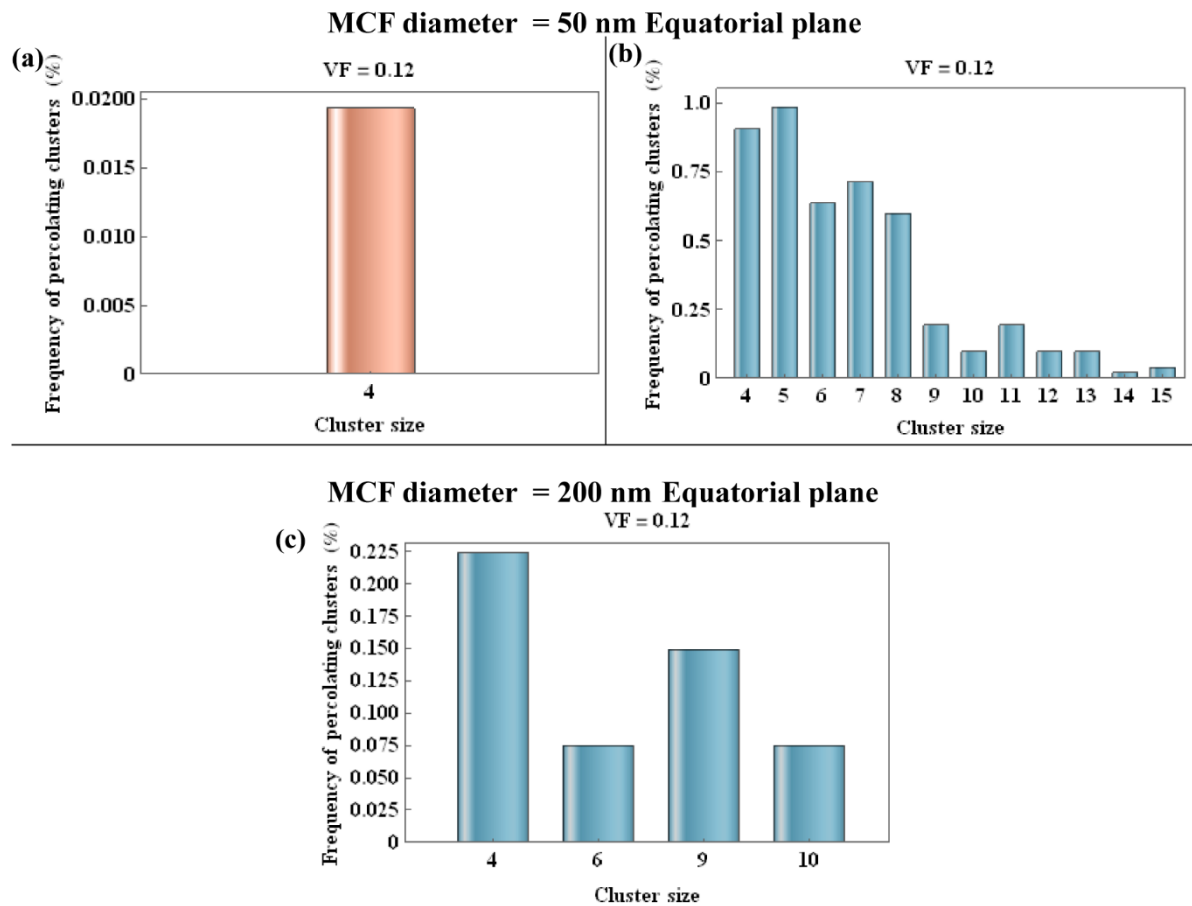 MCF diameter = 50 nm Equatorial plane
(a)
VF = 0.12
Frequency of percolating clusters (%)
0.0200
0.015
0.010
0.005
0
4
Cluster size
(b)
VF = 0.12
Frequency of percolating clusters (%)
1.0
0.75
0.5
0.25
0
4 5 6 7 8 9 10 11 12 13 14 15
Cluster size
MCF diameter = 200 nm Equatorial plane
(c)
VF = 0.12
Frequency of percolating clusters (%)
0.225
0.200
0.175
0.150
0.125
0.100
0.075
0.050
0.025
0
4 6 9 10
Cluster size